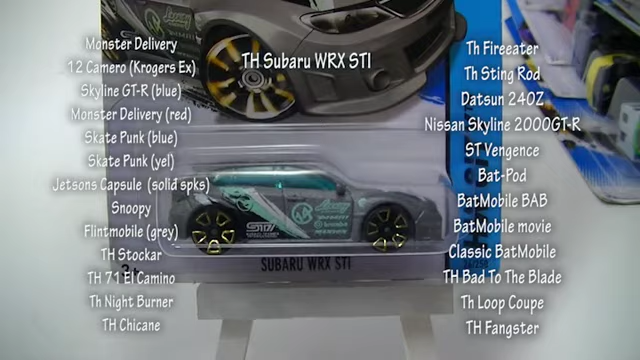 TH Subaru WRX STI
Monster Delivery
12 Camero (Krogers Ex)
Skyline GT-R (blue)
Monster Delivery (red)
Skate Punk (blue)
Skate Punk (yel)
Jetsons Capsule (solid spks)
Snoopy
Flintmobile (grey)
TH Stockar
TH 71 El Camino
Th Night Burner
TH Chicane
Th Fireeater
Th Sting Rod
Datsun 240Z
Nissan Skyline 2000GT-R
ST Vengence
Bat-Pod
BatMobile BAB
BatMobile movie
Classic BatMobile
TH Bad To The Blade
Th Loop Coupe
TH Fangster
STI
SUBARU WRX STI
3+